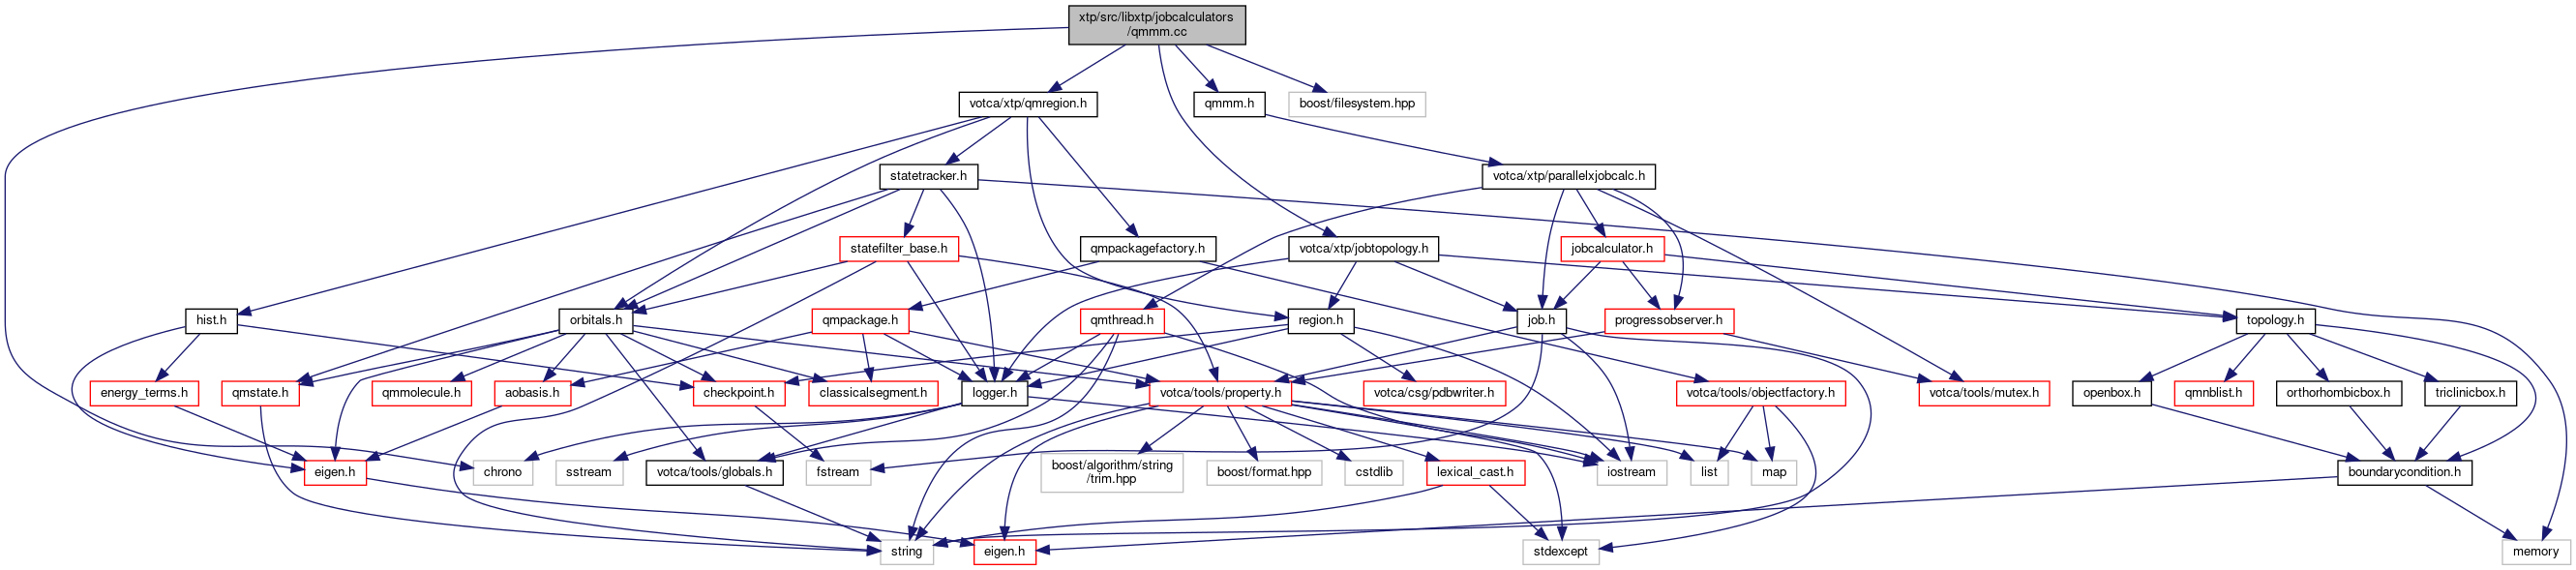 xtp/src/libxtp/jobcalculators
/qmmm.cc
votca/xtp/qmregion.h
qmmm.h
boost/filesystem.hpp
statetracker.h
votca/xtp/parallelxjobcalc.h
statefilter_base.h
qmpackagefactory.h
votca/xtp/jobtopology.h
jobcalculator.h
hist.h
orbitals.h
qmpackage.h
qmthread.h
region.h
job.h
progressobserver.h
topology.h
energy_terms.h
qmstate.h
qmmolecule.h
aobasis.h
checkpoint.h
classicalsegment.h
logger.h
votca/tools/property.h
votca/csg/pdbwriter.h
votca/tools/objectfactory.h
votca/tools/mutex.h
openbox.h
qmnblist.h
orthorhombicbox.h
triclinicbox.h
eigen.h
chrono
sstream
votca/tools/globals.h
fstream
boost/algorithm/string
/trim.hpp
boost/format.hpp
cstdlib
lexical_cast.h
iostream
list
map
boundarycondition.h
string
eigen.h
stdexcept
memory